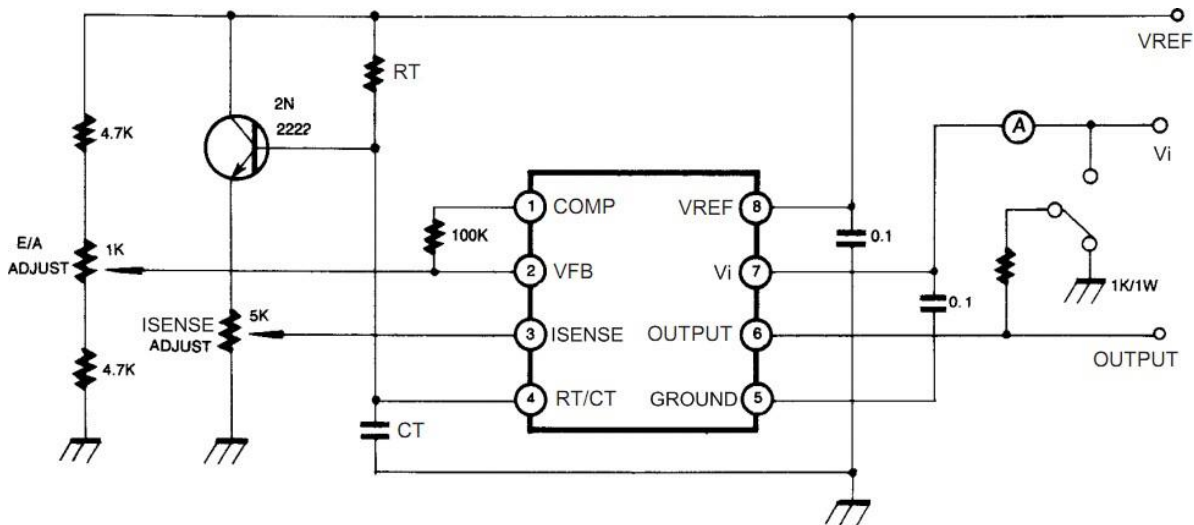 VREF
RT
2N
2222
4.7K
A
Vi
1 COMP
VREF 8
100K
0.1
E/A
ADJUST
1K
2 VFB
Vi 7
1K/1W
0.1
ISENSE
ADJUST
5K
3 ISENSE
OUTPUT 6
OUTPUT
4.7K
4 RT/CT
GROUND 5
CT